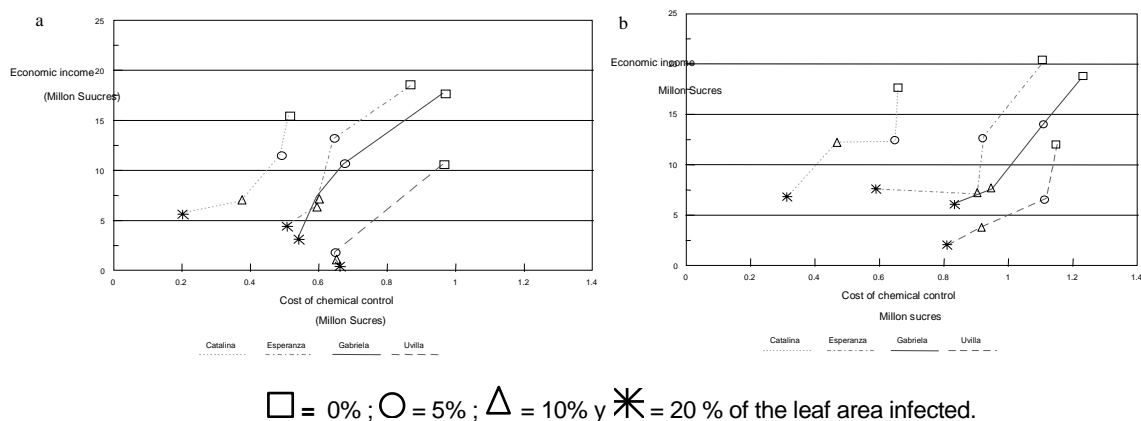 a
25
20
15
10
5
0
Economic income
(Millon Suucres)
0 0.2 0.4 0.6 0.8 1 1.2 1.4
Cost of chemical control
(Millon Sucres)
Catalina Esperanza Gabriela Uvilla
b
25
20
15
10
5
0
Economic income
Millon Sucres
0 0.2 0.4 0.6 0.8 1 1.2 1.4
Cost of chemical control
Millon sucres
Catalina Esperanza Gabriela Uvilla
□ = 0% ; ○ = 5% ; △ = 10% y ✳ = 20 % of the leaf area infected.